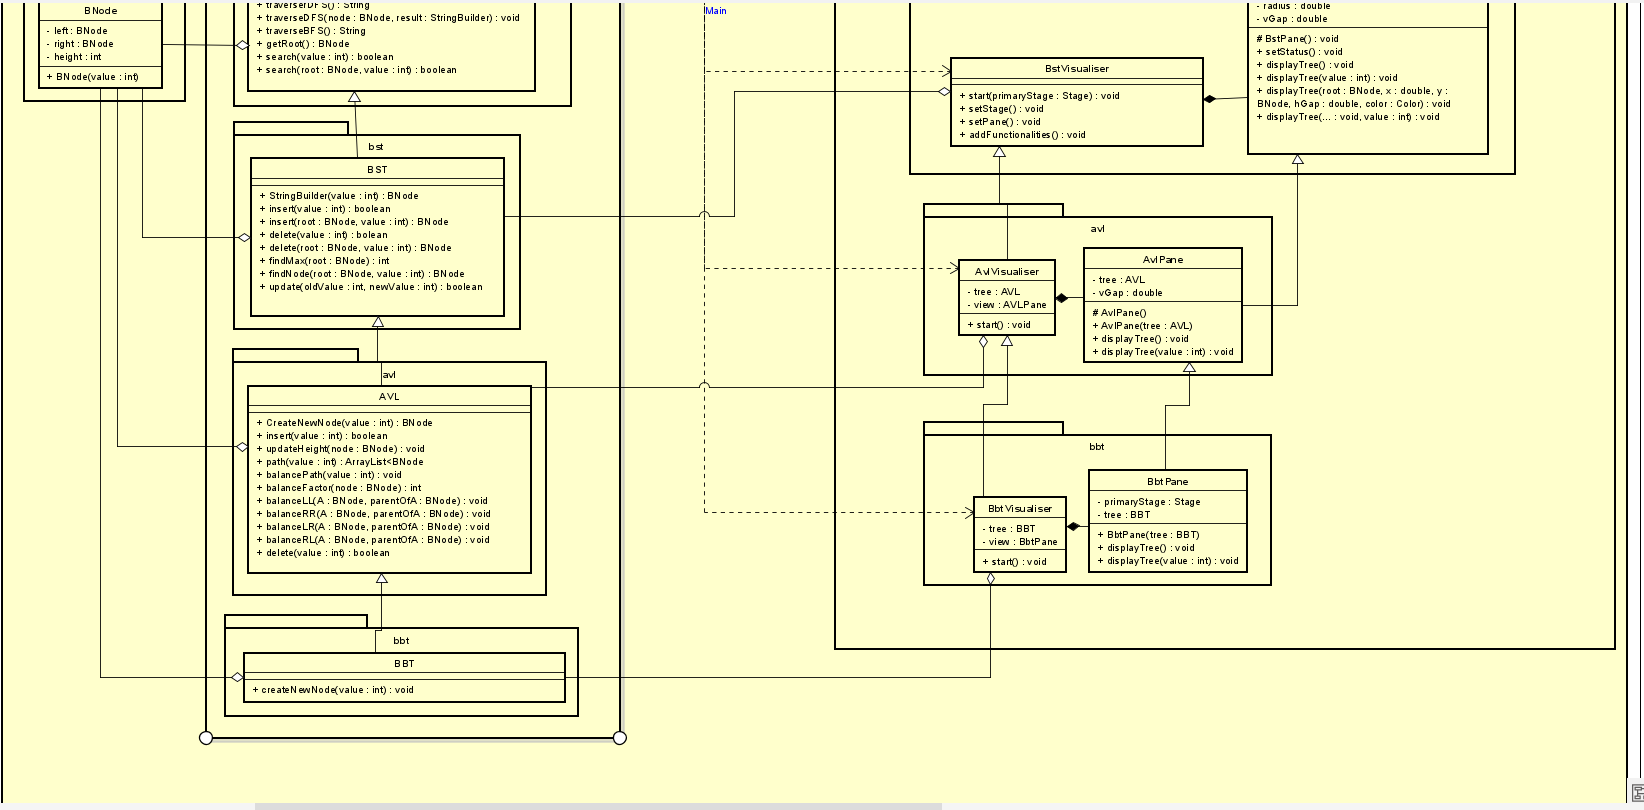 BNode
- left : BNode
- right : BNode
- height : int
+ BNode(value : int)
+ traverserDFS() : String
+ traverseDFS(node : BNode, result : StringBuilder) : void
+ traverseBFS() : String
+ getRoot() : BNode
+ search(value : int) : boolean
+ search(root : BNode, value : int) : boolean
bst
BST
+ StringBuilder(value : inf) : BNode
+ insert(value : int) : boolean
+ insert(root : BNode, value : int) : BNode
+ delete(value : int) : bolean
+ delete(root : BNode, value : int) : BNode
+ findMax(root : BNode) : int
+ findNode(root : BNode, value : int) : BNode
+ update(oldValue : int, newValue : int) : boolean
avl
AVL
+ CreateNewNode(value : int) : BNode
+ insert(value : int) : boolean
+ updateHeight(node : BNode) : void
+ path(value : int) : ArrayList<BNode
+ balancePath(value : int) : void
+ balanceFactor(node : BNode) : int
+ balanceLL(A : BNode, parentOfA : BNode) : void
+ balanceRR(A : BNode, parentOfA : BNode) : void
+ balanceLR(A : BNode, parentOfA : BNode) : void
+ balanceRL(A : BNode, parentOfA : BNode) : void
+ delete(value : int) : boolean
bbt
BBT
+ createNewNode(value : int) : void
Main
BstVisualiser
+ start(primaryStage : Stage) : void
+ setStage() : void
+ setPane() : void
+ addFunctionalities() : void
- radius : double
- vGap : double
# BstPane() : void
+ setStatus() : void
+ displayTree() : void
+ displayTree(value : int) : void
+ displayTree(root : BNode, x : double, y :
BNode, hGap : double, color : Color) : void
+ displayTree(... : void, value : int) : void
avl
AvlVisualiser
- tree : AVL
- view : AVLPane
+ start() : void
AvlPane
- tree : AVL
- vGap : double
# AvlPane()
+ AvlPane(tree : AVL)
+ displayTree() : void
+ displayTree(value : int) : void
bbt
BbtVisualiser
- tree : BBT
- view : BbtPane
+ start() : void
BbtPane
- primaryStage : Stage
- tree : BBT
+ BbtPane(tree : BBT)
+ displayTree() : void
+ displayTree(value : int) : void